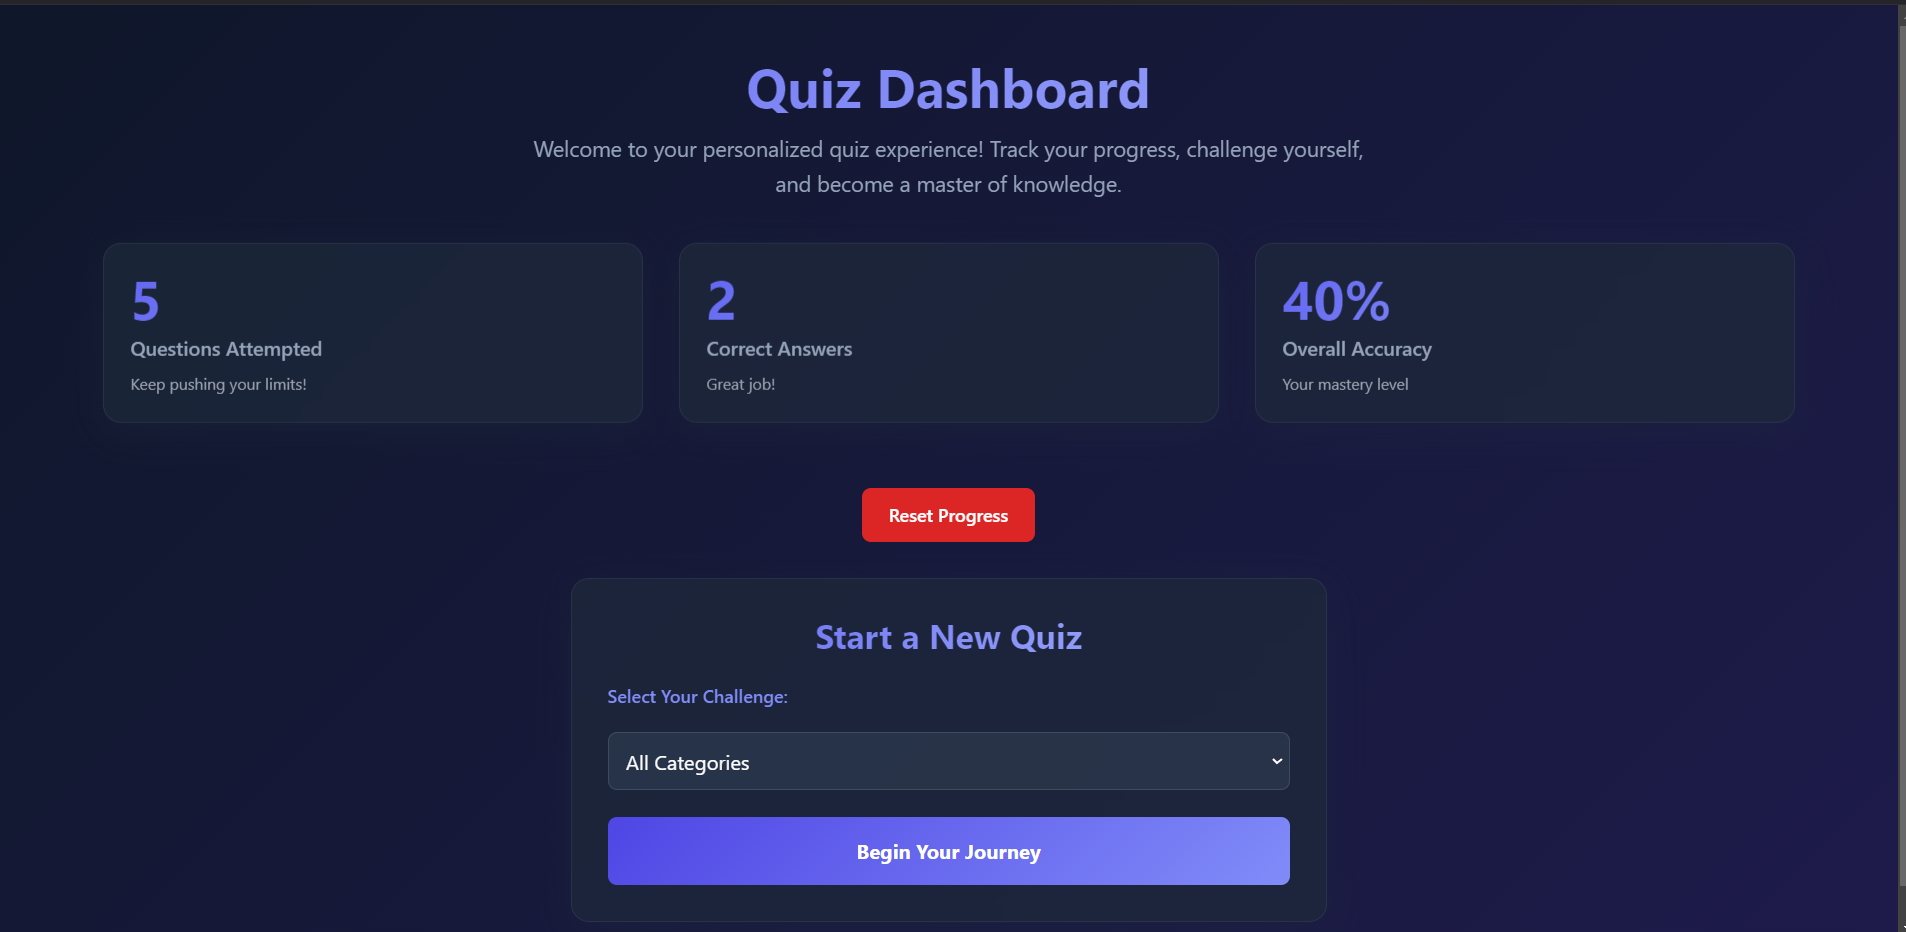 Quiz Dashboard
Welcome to your personalized quiz experience! Track your progress, challenge yourself,
and become a master of knowledge.
5
Questions Attempted
Keep pushing your limits!
2
Correct Answers
Great job!
40%
Overall Accuracy
Your mastery level
Reset Progress
Start a New Quiz
Select Your Challenge:
All Categories
Begin Your Journey